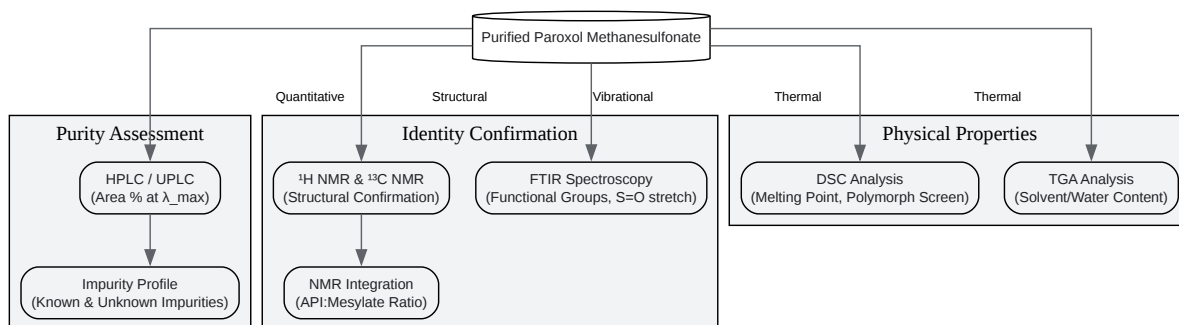 Purified Paroxol Methanesulfonate
Quantitative
Structural
Vibrational
Thermal
Thermal
Purity Assessment
Identity Confirmation
Physical Properties
HPLC / UPLC
(Area % at λ_max)
¹H NMR & ¹³C NMR
(Structural Confirmation)
FTIR Spectroscopy
(Functional Groups, S=O stretch)
DSC Analysis
(Melting Point, Polymorph Screen)
TGA Analysis
(Solvent/Water Content)
Impurity Profile
(Known & Unknown Impurities)
NMR Integration
(API:Mesylate Ratio)